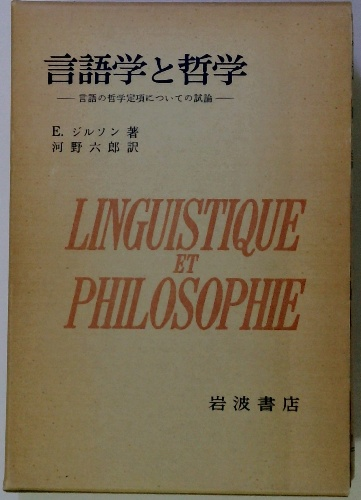 言語学と哲学
― 言語の哲学定項についての試論 ―
E. ジルソン 著
河野六郎 訳
LINGUISTIQUE
ET
PHILOSOPHIE
岩波書店